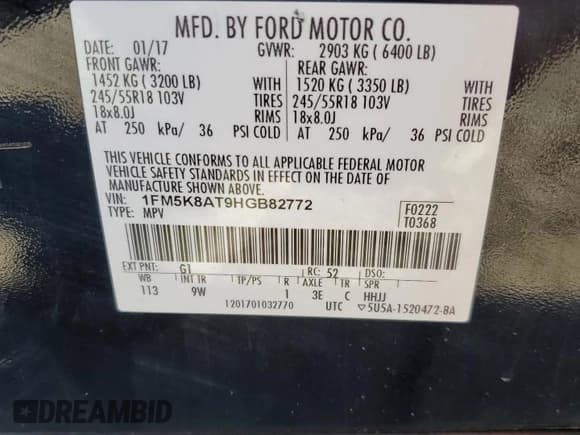 MFD. BY FORD MOTOR CO.
DATE: 01/17 GVWR: 2903 KG ( 6400 LB)
FRONT GAWR: REAR GAWR:
1452 KG ( 3200 LB) WITH 1520 KG ( 3350 LB) WITH
245/55R18 103V TIRES 245/55R18 103V TIRES
18x8.0J RIMS 18x8.0J RIMS
AT 250 kPa/ 36 PSI COLD AT 250 kPa/ 36 PSI COLD
THIS VEHICLE CONFORMS TO ALL APPLICABLE FEDERAL MOTOR
VEHICLE SAFETY STANDARDS IN EFFECT ON THE DATE OF
MANUFACTURE SHOWN ABOVE.
VIN: 1FM5K8AT9HGB82772 F0222
TYPE: MPV T0368
EXT PNT: G1 RC: 52 DSO:
WB INT TR TP/PS R AXLE TR SPR
113 9W 1 3E C HHJJ
1201701032770 UTC ▽5U5A-1520472-BA
DREAMBID